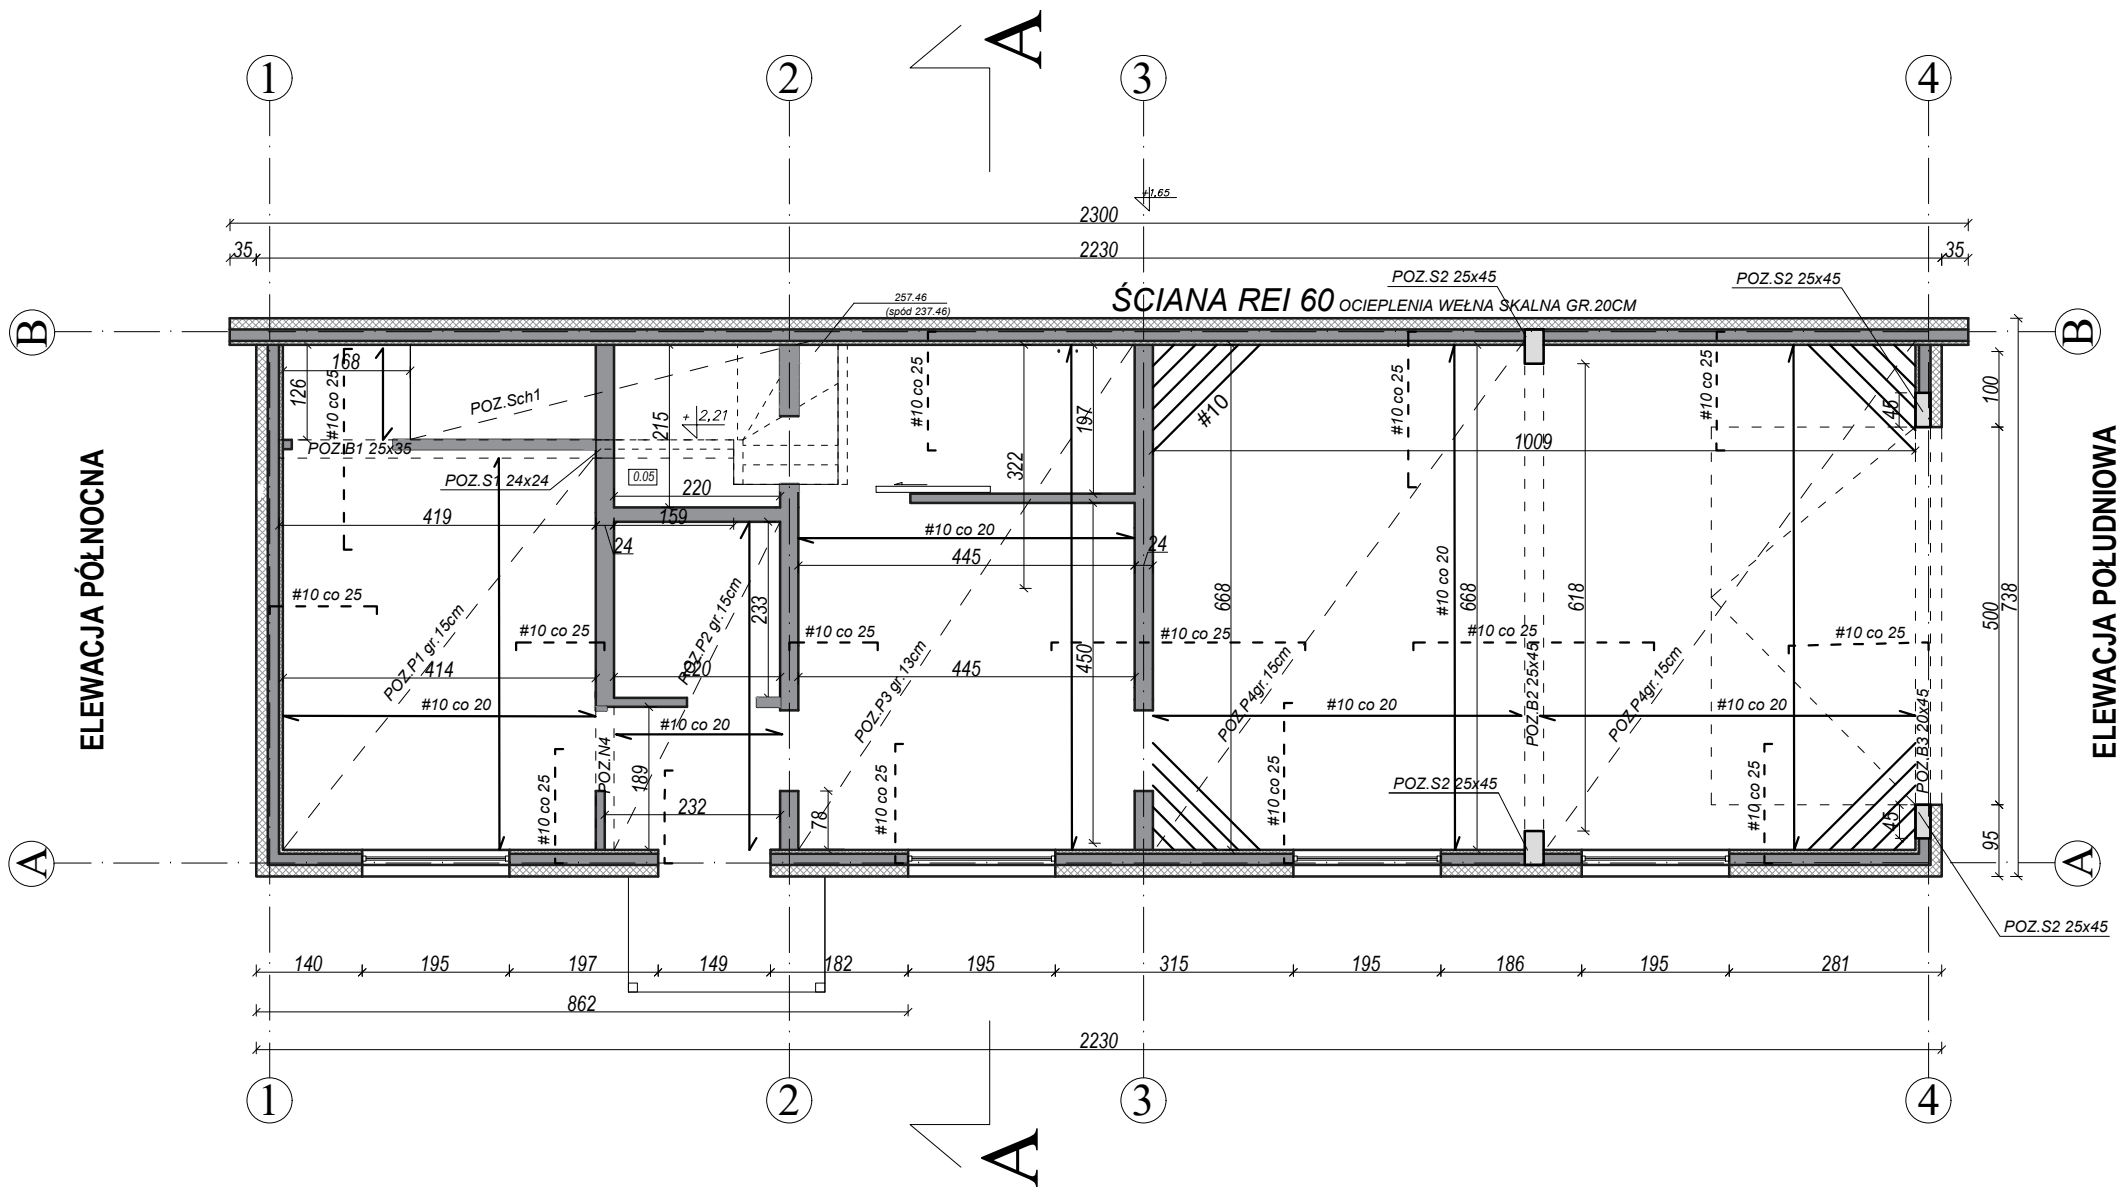 A
1
2
3
4
+1,65
2300
35
2230
35
POZ.S2 25x45
POZ.S2 25x45
257.46
(spód 237.46)
ŚCIANA REI 60 OCIEPLENIA WEŁNA SKALNA GR.20CM
B
B
168
126
#10 co 25
POZ.Sch1
215
+ 2,21
#10 co 25
197
#10
#10 co 25
#10 co 25
45
100
POZ.B1 25x35
1009
322
POZ.S1 24x24
0.05
220
419
159
24
#10 co 20
445
24
ELEWACJA PÓŁNOCNA
ELEWACJA POŁUDNIOWA
#10 co 25
POZ.P1 gr.15cm
#10 co 25
POZ.P2 gr.15cm
233
#10 co 25
POZ.P3 gr.13cm
450
#10 co 25
668
#10 co 20
668
618
#10 co 25
#10 co 25
500
738
414
220
445
#10 co 20
#10 co 20
#10 co 20
#10 co 20
POZ.P4gr.15cm
POZ.B2 25x45
POZ.P4gr.15cm
POZ.B3 20x45
POZ.N4
189
232
78
#10 co 25
#10 co 25
#10 co 25
#10 co 25
POZ.S2 25x45
45
95
A
A
POZ.S2 25x45
140
195
197
149
182
195
315
195
186
195
281
862
2230
1
2
3
4
A